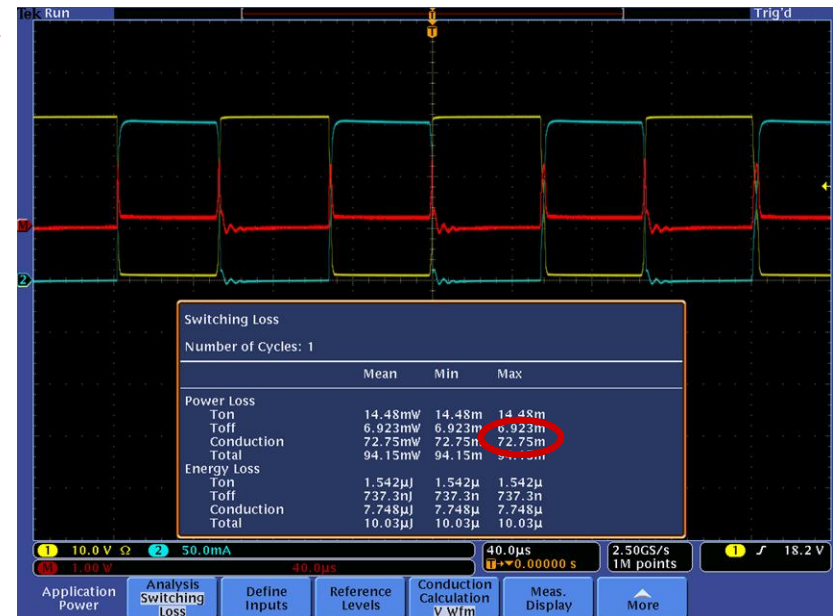 Tek Run Trig'd
T
T
M
2
Switching Loss
Number of Cycles: 1
Mean Min Max
Power Loss
Ton 14.48mW 14.48m 14.48m
Toff 6.923mW 6.923m 6.923m
Conduction 72.75mW 72.75m 72.75m
Total 94.15mW 94.15m 94.15m
Energy Loss
Ton 1.542µJ 1.542µ 1.542µ
Toff 737.3nJ 737.3n 737.3n
Conduction 7.748µJ 7.748µ 7.748µ
Total 10.03µJ 10.03µ 10.03µ
1 10.0 V Ω 2 50.0mA 40.0µs 2.50GS/s 1 18.2 V
M 1.00 W 40.0µs T 0.00000 s 1M points
Application Power
Analysis Switching Loss
Define Inputs
Reference Levels
Conduction Calculation V Wfm
Meas. Display
More